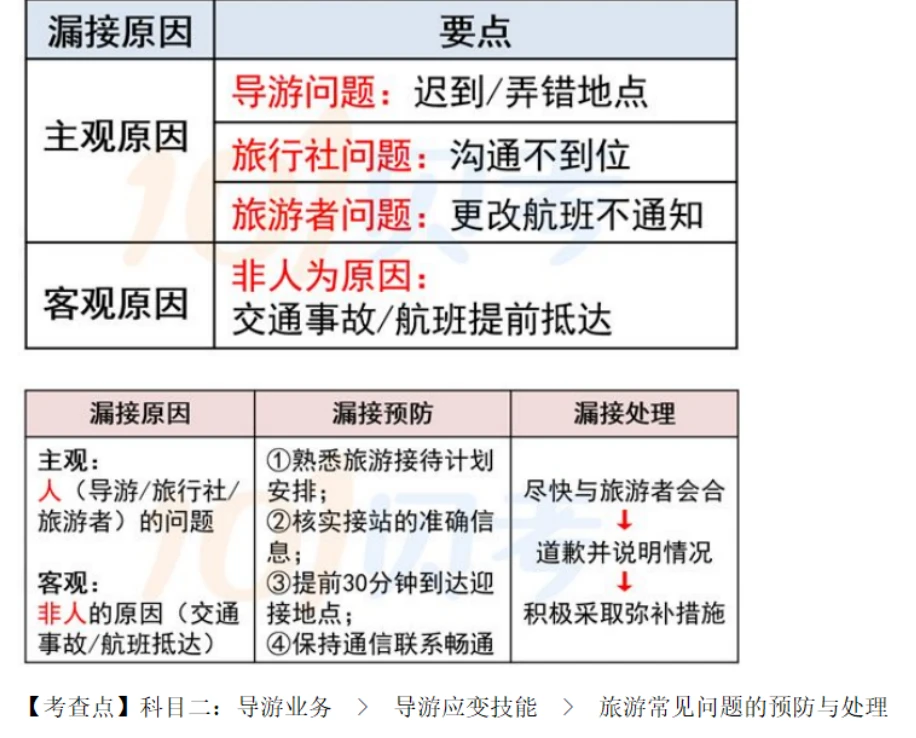 漏接原因 要点
主观原因
导游问题：迟到/弄错地点
旅行社问题：沟通不到位
旅游者问题：更改航班不通知
客观原因
非人为原因：
交通事故/航班提前抵达
漏接原因 漏接预防 漏接处理
主观：
人（导游/旅行社/
旅游者）的问题
客观：
非人的原因（交通
事故/航班抵达）
①熟悉旅游接待计划
安排；
②核实接站的准确信
息；
③提前30分钟到达迎
接地点；
④保持通信联系畅通
尽快与旅游者会合
↓
道歉并说明情况
↓
积极采取弥补措施
【考查点】科目二：导游业务 > 导游应变技能 > 旅游常见问题的预防与处理